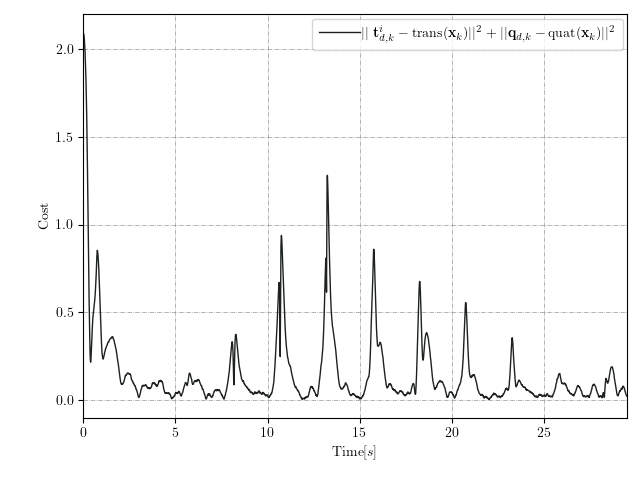 || t^i_{d,k} − trans(x_k)||² + ||q_{d,k} − quat(x_k)||²
2.0
1.5
1.0
0.5
0.0
Cost
0 5 10 15 20 25
Time[s]